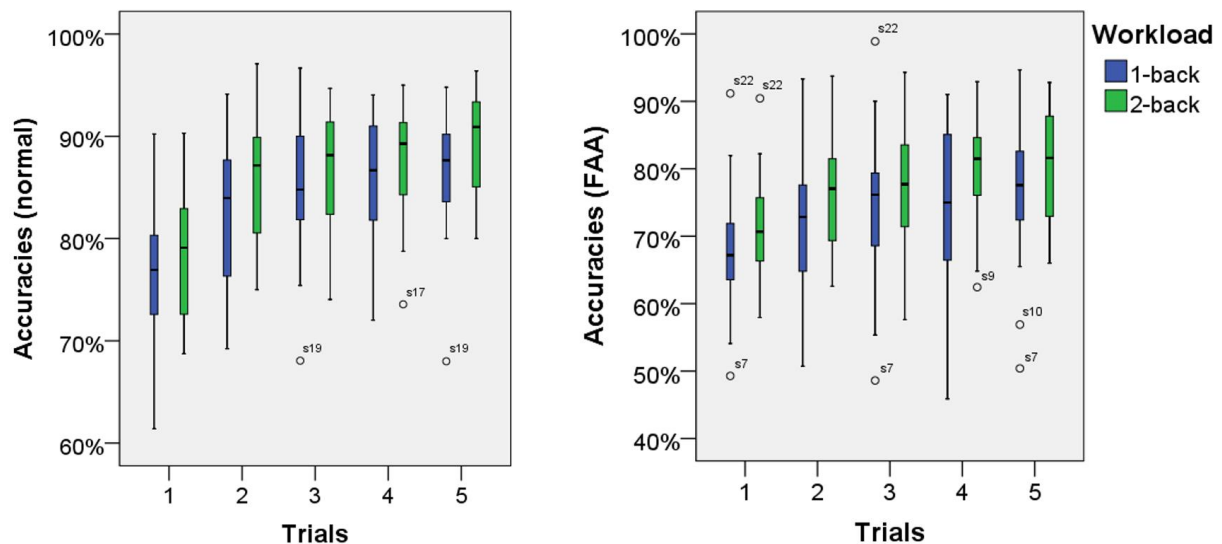 Accuracies (normal)
100%
90%
80%
70%
60%
s19
s17
s19
1
2
3
4
5
Trials
Accuracies (FAA)
100%
90%
80%
70%
60%
50%
40%
s22
s22
s22
s7
s7
s9
s10
s7
1
2
3
4
5
Trials
Workload
1-back
2-back